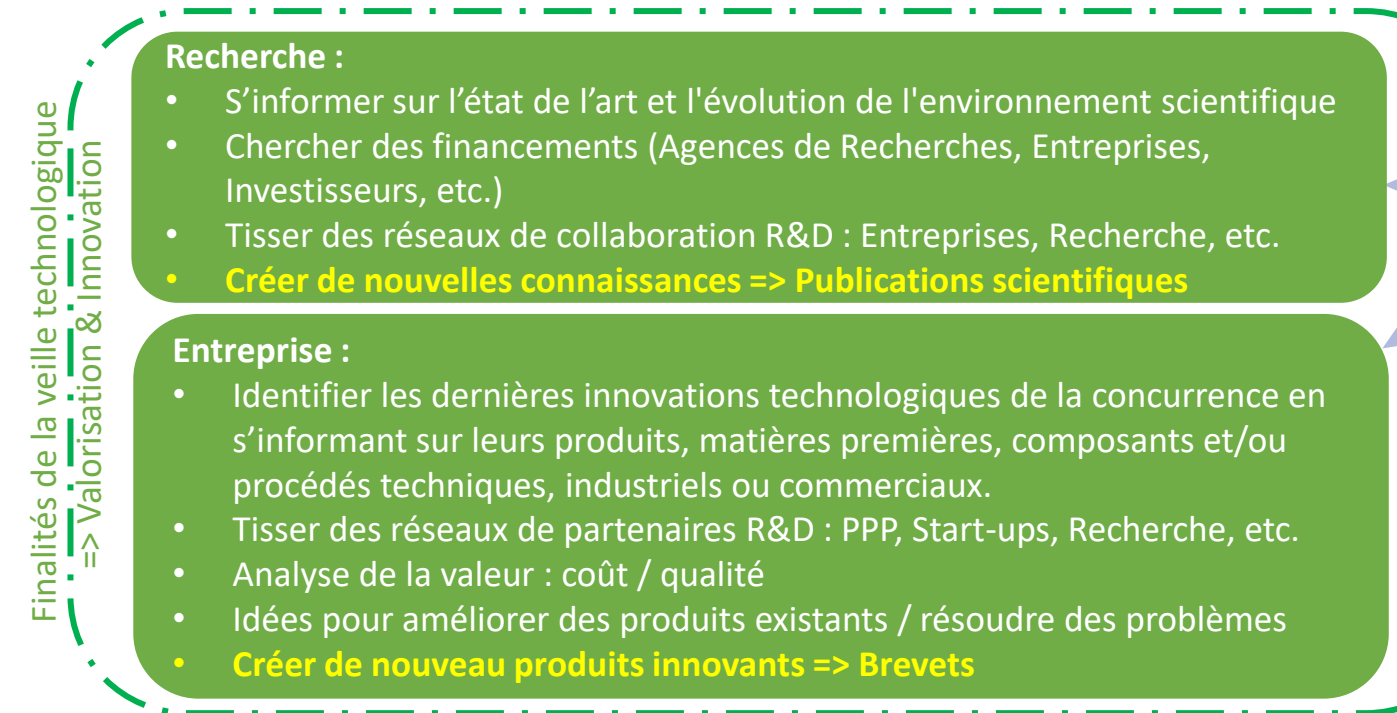 Finalités de la veille technologique
=> Valorisation & Innovation
Recherche :
• S’informer sur l’état de l’art et l'évolution de l'environnement scientifique
• Chercher des financements (Agences de Recherches, Entreprises,
Investisseurs, etc.)
• Tisser des réseaux de collaboration R&D : Entreprises, Recherche, etc.
• Créer de nouvelles connaissances => Publications scientifiques
Entreprise :
• Identifier les dernières innovations technologiques de la concurrence en
s’informant sur leurs produits, matières premières, composants et/ou
procédés techniques, industriels ou commerciaux.
• Tisser des réseaux de partenaires R&D : PPP, Start-ups, Recherche, etc.
• Analyse de la valeur : coût / qualité
• Idées pour améliorer des produits existants / résoudre des problèmes
• Créer de nouveau produits innovants => Brevets